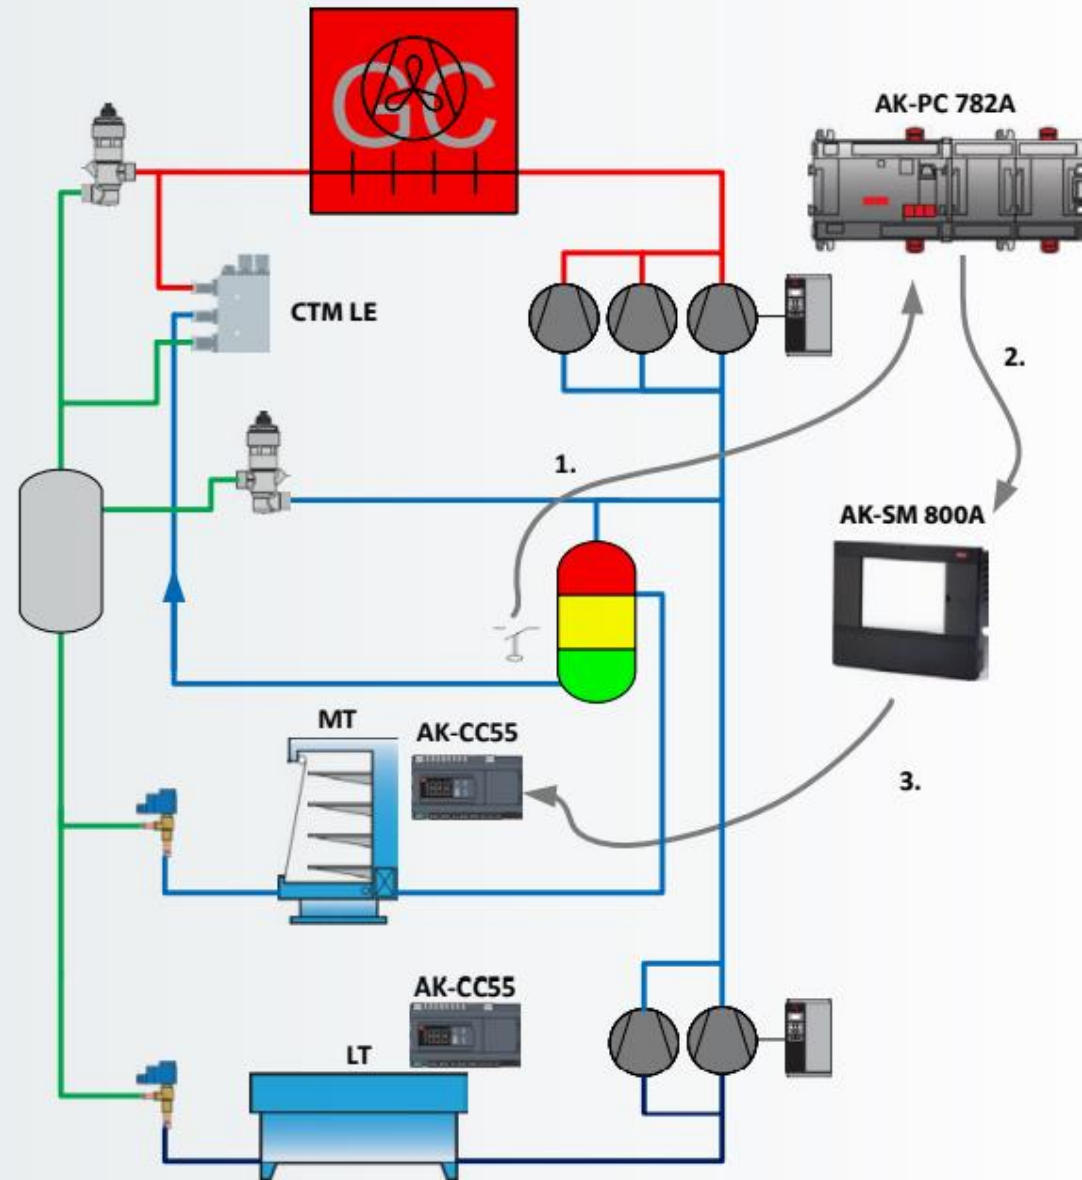 GC
AK-PC 782A
CTM LE
2.
1.
AK-SM 800A
MT
AK-CC55
3.
AK-CC55
LT